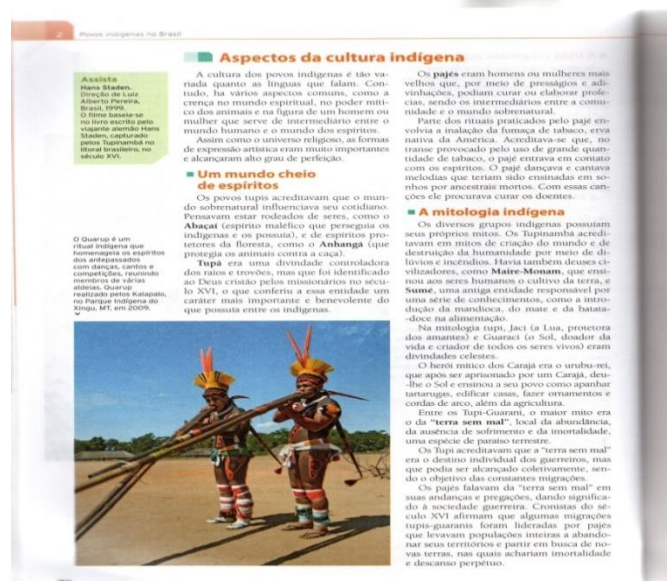 2 Povos indígenas no Brasil
Aspectos da cultura indígena
Assista
Hans Staden.
Direção de Luiz
Alberto Pereira,
Brasil, 1999.
O filme baseia-se
no livro escrito pelo
viajante alemão Hans
Staden, capturado
pelos Tupinambá no
litoral brasileiro, no
século XVI.
A cultura dos povos indígenas é tão va-
riada quanto as línguas que falam. Con-
tudo, há vários aspectos comuns, como a
crença no mundo espiritual, no poder míti-
co dos animais e na figura de um homem ou
mulher que serve de intermediário entre o
mundo humano e o mundo dos espíritos.
Assim como o universo religioso, as formas
de expressão artística eram muito importantes
e alcançaram alto grau de perfeição.
Um mundo cheio
de espíritos
Os povos tupis acreditavam que o mun-
do sobrenatural influenciava seu cotidiano.
Pensavam estar rodeados de seres, como o
Abaçaí (espírito maléfico que perseguia os
indígenas e os possuía), e de espíritos pro-
tetores da floresta, como o Anhangá (que
protegia os animais contra a caça).
Tupã era uma divindade controladora
dos raios e trovões, mas que foi identificado
ao Deus cristão pelos missionários no sécu-
lo XVI, o que conferiu a essa entidade um
caráter mais importante e benevolente do
que possuía entre os indígenas.
O Quarup é um
ritual indígena que
homenageia os espíritos
dos antepassados
com danças, cantos e
competições, reunindo
membros de várias
aldeias. Quarup
realizado pelos Kalapalo,
no Parque Indígena do
Xingu, MT, em 2009.
Os pajés eram homens ou mulheres mais
velhos que, por meio de presságios e adi-
vinhações, podiam curar ou elaborar profe-
cias, sendo os intermediários entre a comu-
nidade e o mundo sobrenatural.
Parte dos rituais praticados pelo pajé en-
volvia a inalação da fumaça de tabaco, erva
nativa da América. Acreditava-se que, no
transe provocado pelo uso de grande quan-
tidade de tabaco, o pajé entrava em contato
com os espíritos. O pajé dançava e cantava
melodias que teriam sido ensinadas em so-
nhos por ancestrais mortos. Com essas can-
ções ele procurava curar os doentes.
A mitologia indígena
Os diversos grupos indígenas possuíam
seus próprios mitos. Os Tupinambá acredi-
tavam em mitos de criação do mundo e de
destruição da humanidade por meio de di-
lúvios e incêndios. Havia também deuses ci-
vilizadores, como Maire-Monam, que ensi-
nou aos seres humanos o cultivo da terra, e
Sumé, uma antiga entidade responsável por
uma série de conhecimentos, como a intro-
dução da mandioca, do mate e da batata-
-doce na alimentação.
Na mitologia tupi, Jaci (a Lua, protetora
dos amantes) e Guaraci (o Sol, doador da
vida e criador de todos os seres vivos) eram
divindades celestes.
O herói mítico dos Carajá era o urubu-rei,
que após ser aprisionado por um Carajá, deu-
-lhe o Sol e ensinou a seu povo como apanhar
tartarugas, edificar casas, fazer ornamentos e
cordas de arco, além da agricultura.
Entre os Tupi-Guarani, o maior mito era
o da "terra sem mal", local da abundância,
da ausência de sofrimento e da imortalidade,
uma espécie de paraíso terrestre.
Os Tupi acreditavam que a "terra sem mal"
era o destino individual dos guerreiros, mas
que podia ser alcançado coletivamente, sen-
do o objetivo das constantes migrações.
Os pajés falavam da "terra sem mal" em
suas andanças e pregações, dando significa-
do à sociedade guerreira. Cronistas do sé-
culo XVI afirmam que algumas migrações
tupis-guaranis foram lideradas por pajés
que levavam populações inteiras a abando-
nar seus territórios e partir em busca de no-
vas terras, nas quais achariam imortalidade
e descanso perpétuo.